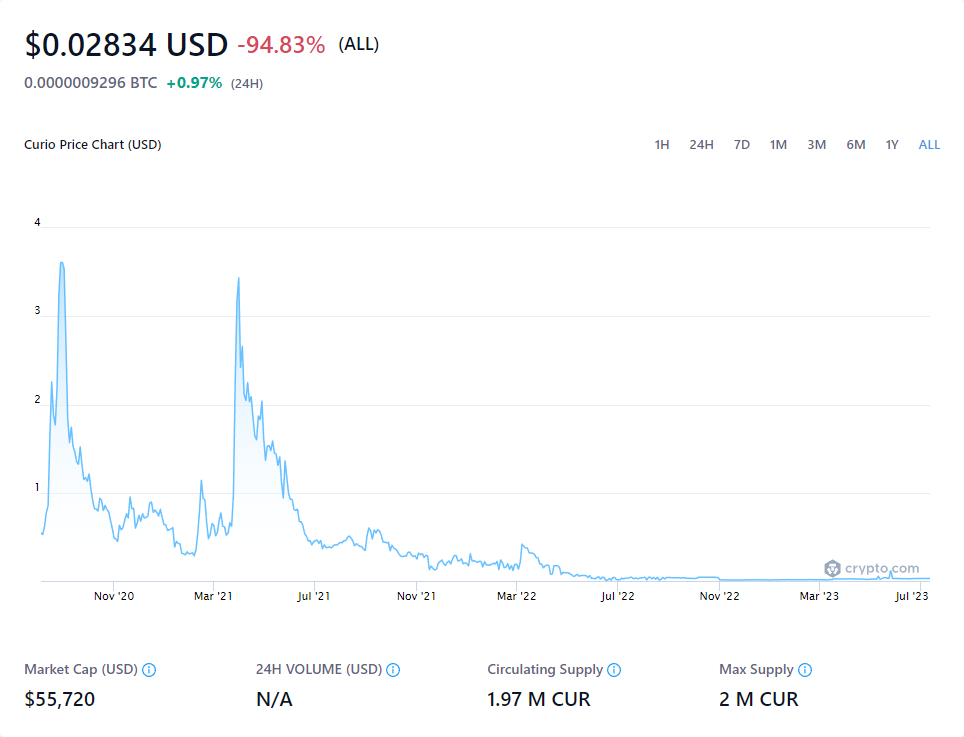 $0.02834 USD -94.83% (ALL)
0.0000009296 BTC +0.97% (24H)
Curio Price Chart (USD) 1H 24H 7D 1M 3M 6M 1Y ALL
4
3
2
1
crypto.com
Nov '20 Mar '21 Jul '21 Nov '21 Mar '22 Jul '22 Nov '22 Mar '23 Jul '23
Market Cap (USD) 24H VOLUME (USD) Circulating Supply Max Supply
$55,720 N/A 1.97 M CUR 2 M CUR